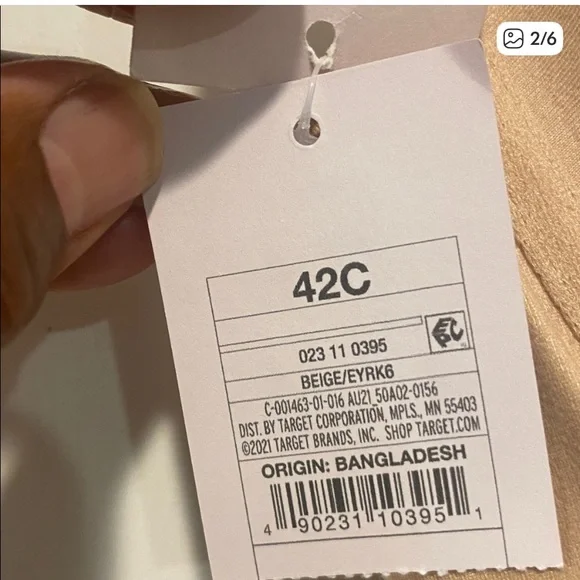 2/6
42C
EPC
023 11 0395
BEIGE/EYRK6
C-001463-01-016 AU21_50A02-0156
DIST. BY TARGET CORPORATION, MPLS., MN 55403
©2021 TARGET BRANDS, INC. SHOP TARGET.COM
ORIGIN: BANGLADESH
4 90231 10395 1